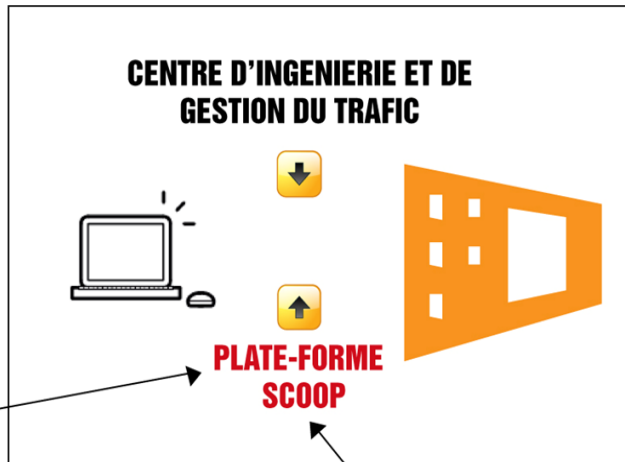 CENTRE D'INGENIERIE ET DE
GESTION DU TRAFIC
PLATE-FORME
SCOOP